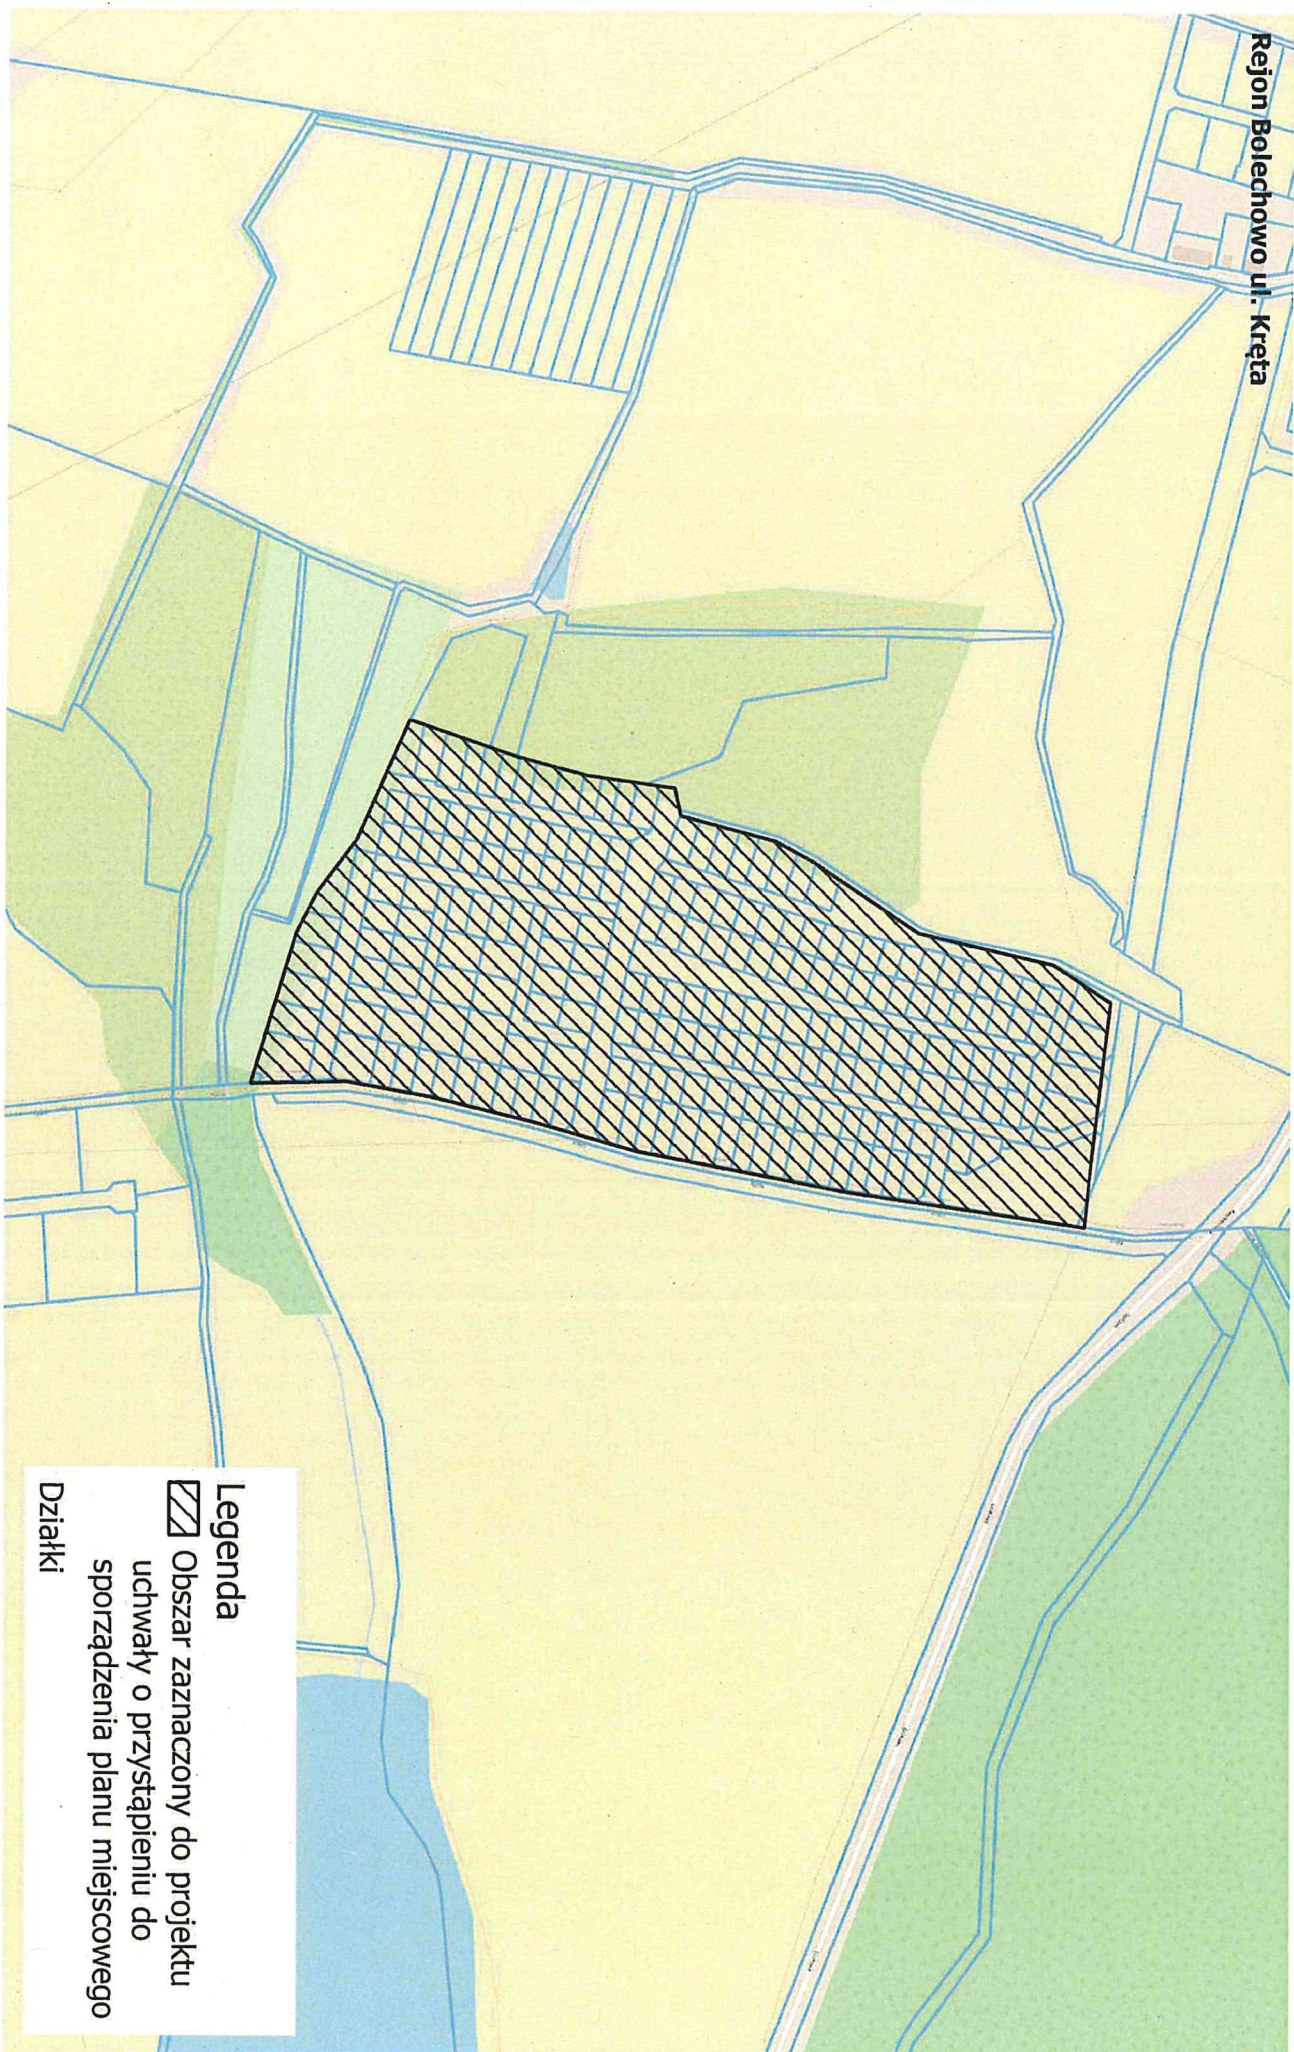 Rejon Bolechowo ul. Kręta
Legenda
Obszar zaznaczony do projektu
uchwały o przystąpieniu do
sporządzenia planu miejscowego
Działki